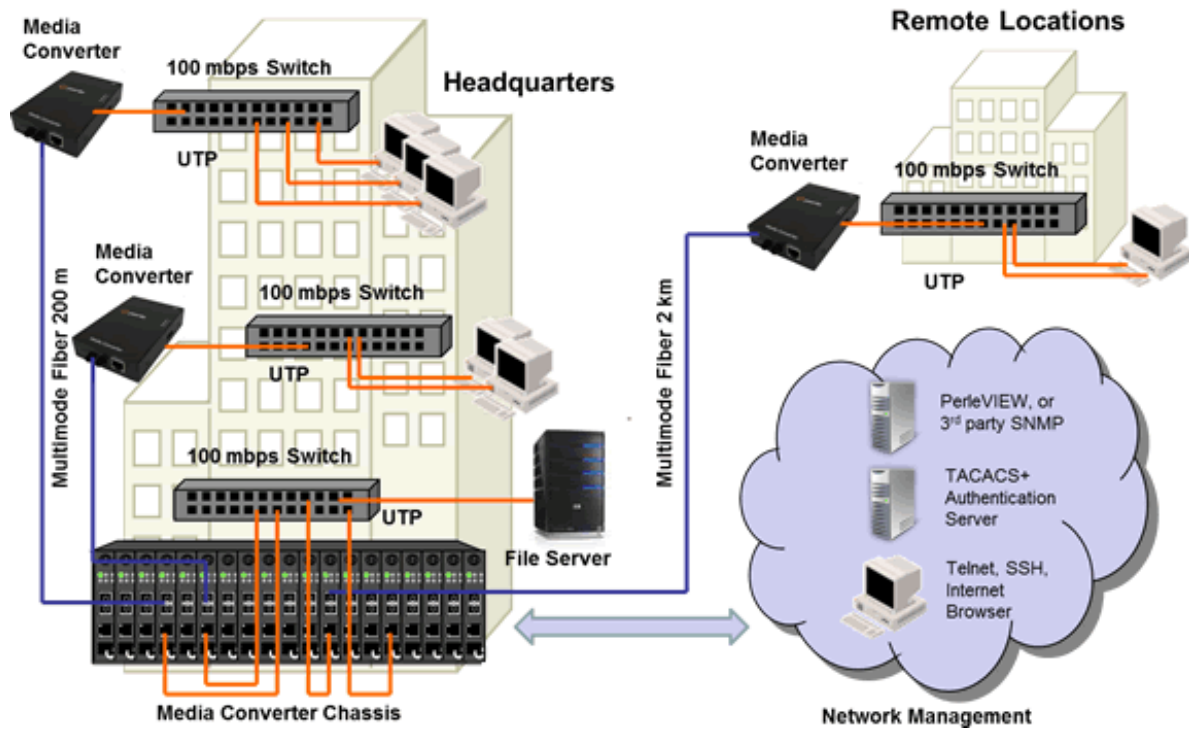 Media
Converter
100 mbps Switch
Headquarters
UTP
Media
Converter
100 mbps Switch
UTP
Multimode Fiber 200 m
100 mbps Switch
UTP
File Server
Media Converter Chassis
Remote Locations
Media
Converter
100 mbps Switch
UTP
Multimode Fiber 2 km
PerleVIEW, or
3rd party SNMP
TACACS+
Authentication
Server
Telnet, SSH,
Internet
Browser
Network Management